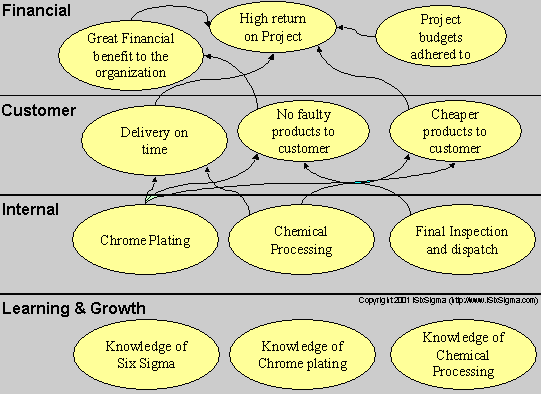 Financial
Great Financial
benefit to the
organization
High return
on Project
Project
budgets
adhered to
Customer
Delivery on
time
No faulty
products to
customer
Cheaper
products to
customer
Internal
Chrome Plating
Chemical
Processing
Final Inspection
and dispatch
Copyright 2001 iSixSigma (http://www.iSixSigma.com)
Learning & Growth
Knowledge of
Six Sigma
Knowledge of
Chrome plating
Knowledge of
Chemical
Processing